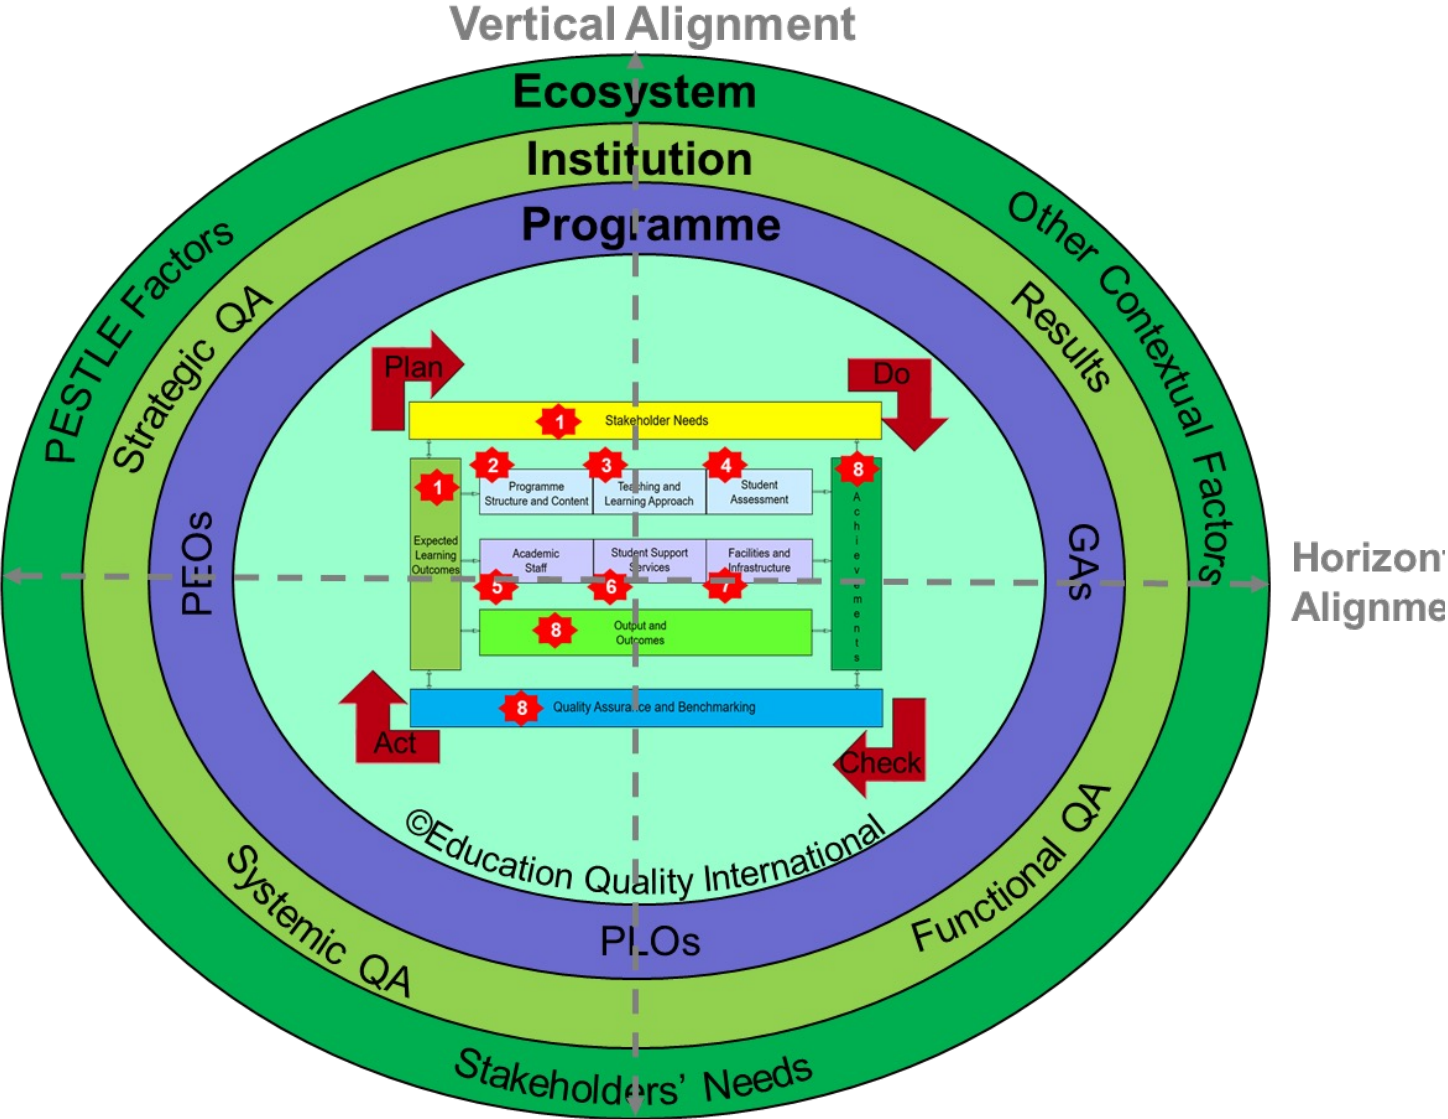 Vertical Alignment
Ecosystem
Institution
Programme
PESTLE Factors
Other Contextual Factors
Strategic QA
Results
PEOs
GAs
Horizont
Alignme
Plan
Do
1
Stakeholder Needs
2
3
4
8
1
Programme
Structure and Content
Teaching and
Learning Approach
Student
Assessment
Achievements
Expected
Learning
Outcomes
Academic
Staff
Student Support
Services
Facilities and
Infrastructure
5
6
7
8
Output and
Outcomes
8
Quality Assurance and Benchmarking
Act
Check
©Education Quality International
Systemic QA
Functional QA
PLOs
Stakeholders' Needs